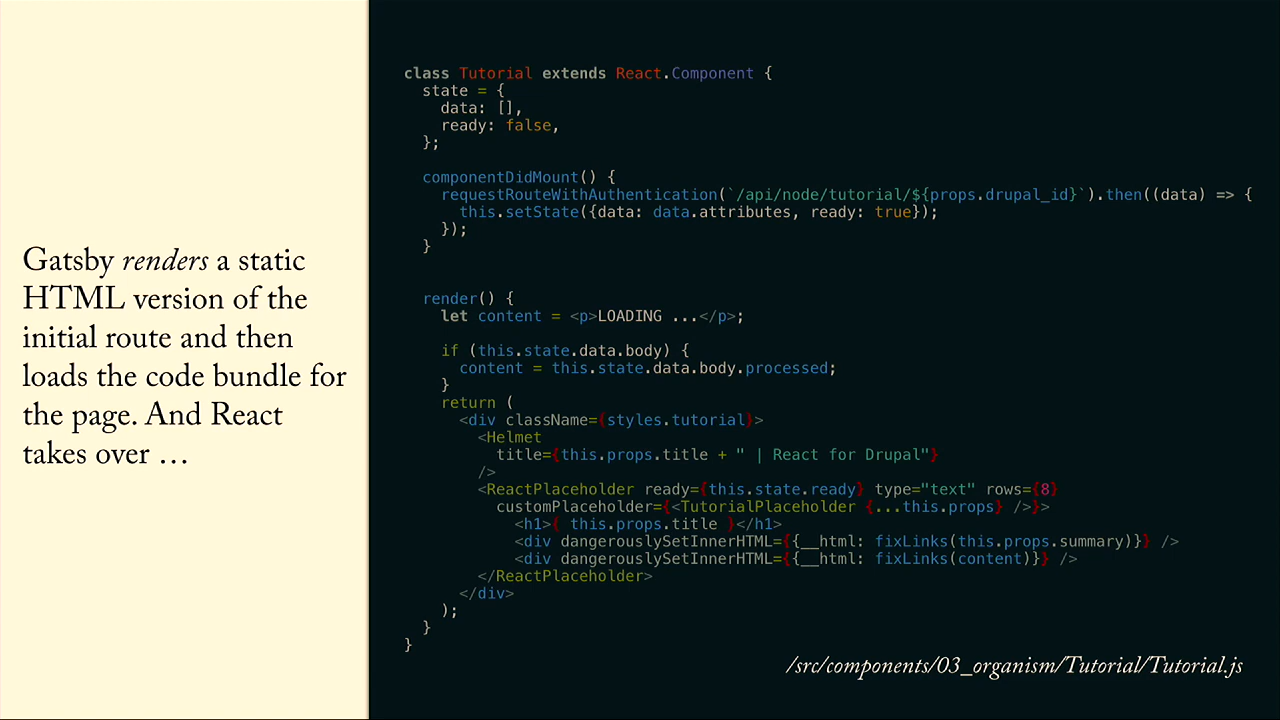 Gatsby renders a static
HTML version of the
initial route and then
loads the code bundle for
the page. And React
takes over …
class Tutorial extends React.Component {
  state = {
    data: [],
    ready: false,
  };
  componentDidMount() {
    requestRouteWithAuthentication(`/api/node/tutorial/${props.drupal_id}`).then((data) => {
      this.setState({data: data.attributes, ready: true});
    });
  }
  render() {
    let content = <p>LOADING ...</p>;
    if (this.state.data.body) {
      content = this.state.data.body.processed;
    }
    return (
      <div className={styles.tutorial}>
        <Helmet
          title={this.props.title + " | React for Drupal"}
        />
        <ReactPlaceholder ready={this.state.ready} type="text" rows={8}
          customPlaceholder={<TutorialPlaceholder {...this.props} />}>
            <h1>{ this.props.title }</h1>
            <div dangerouslySetInnerHTML={{__html: fixLinks(this.props.summary)}} />
            <div dangerouslySetInnerHTML={{__html: fixLinks(content)}} />
        </ReactPlaceholder>
      </div>
    );
  }
}
/src/components/03_organism/Tutorial/Tutorial.js